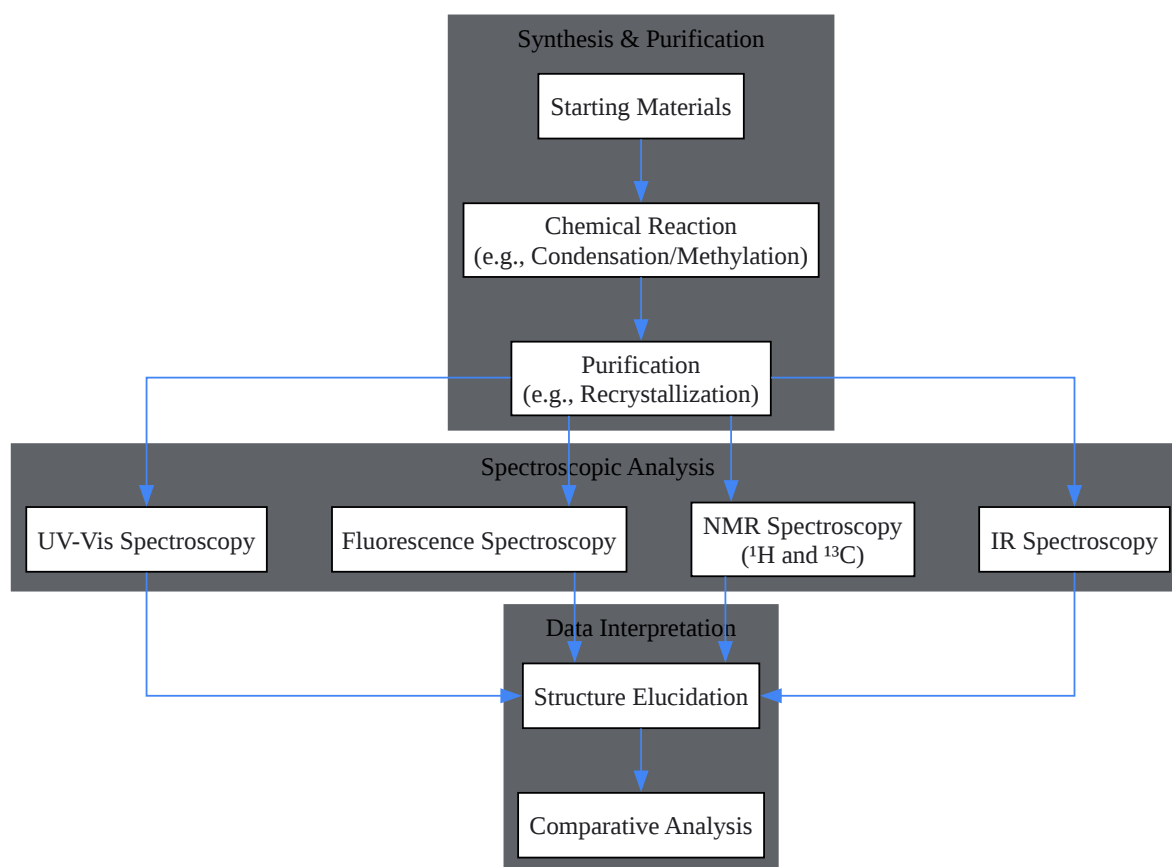 Synthesis & Purification
Starting Materials
Chemical Reaction
(e.g., Condensation/Methylation)
Purification
(e.g., Recrystallization)
Spectroscopic Analysis
UV-Vis Spectroscopy
Fluorescence Spectroscopy
NMR Spectroscopy
(¹H and ¹³C)
IR Spectroscopy
Data Interpretation
Structure Elucidation
Comparative Analysis